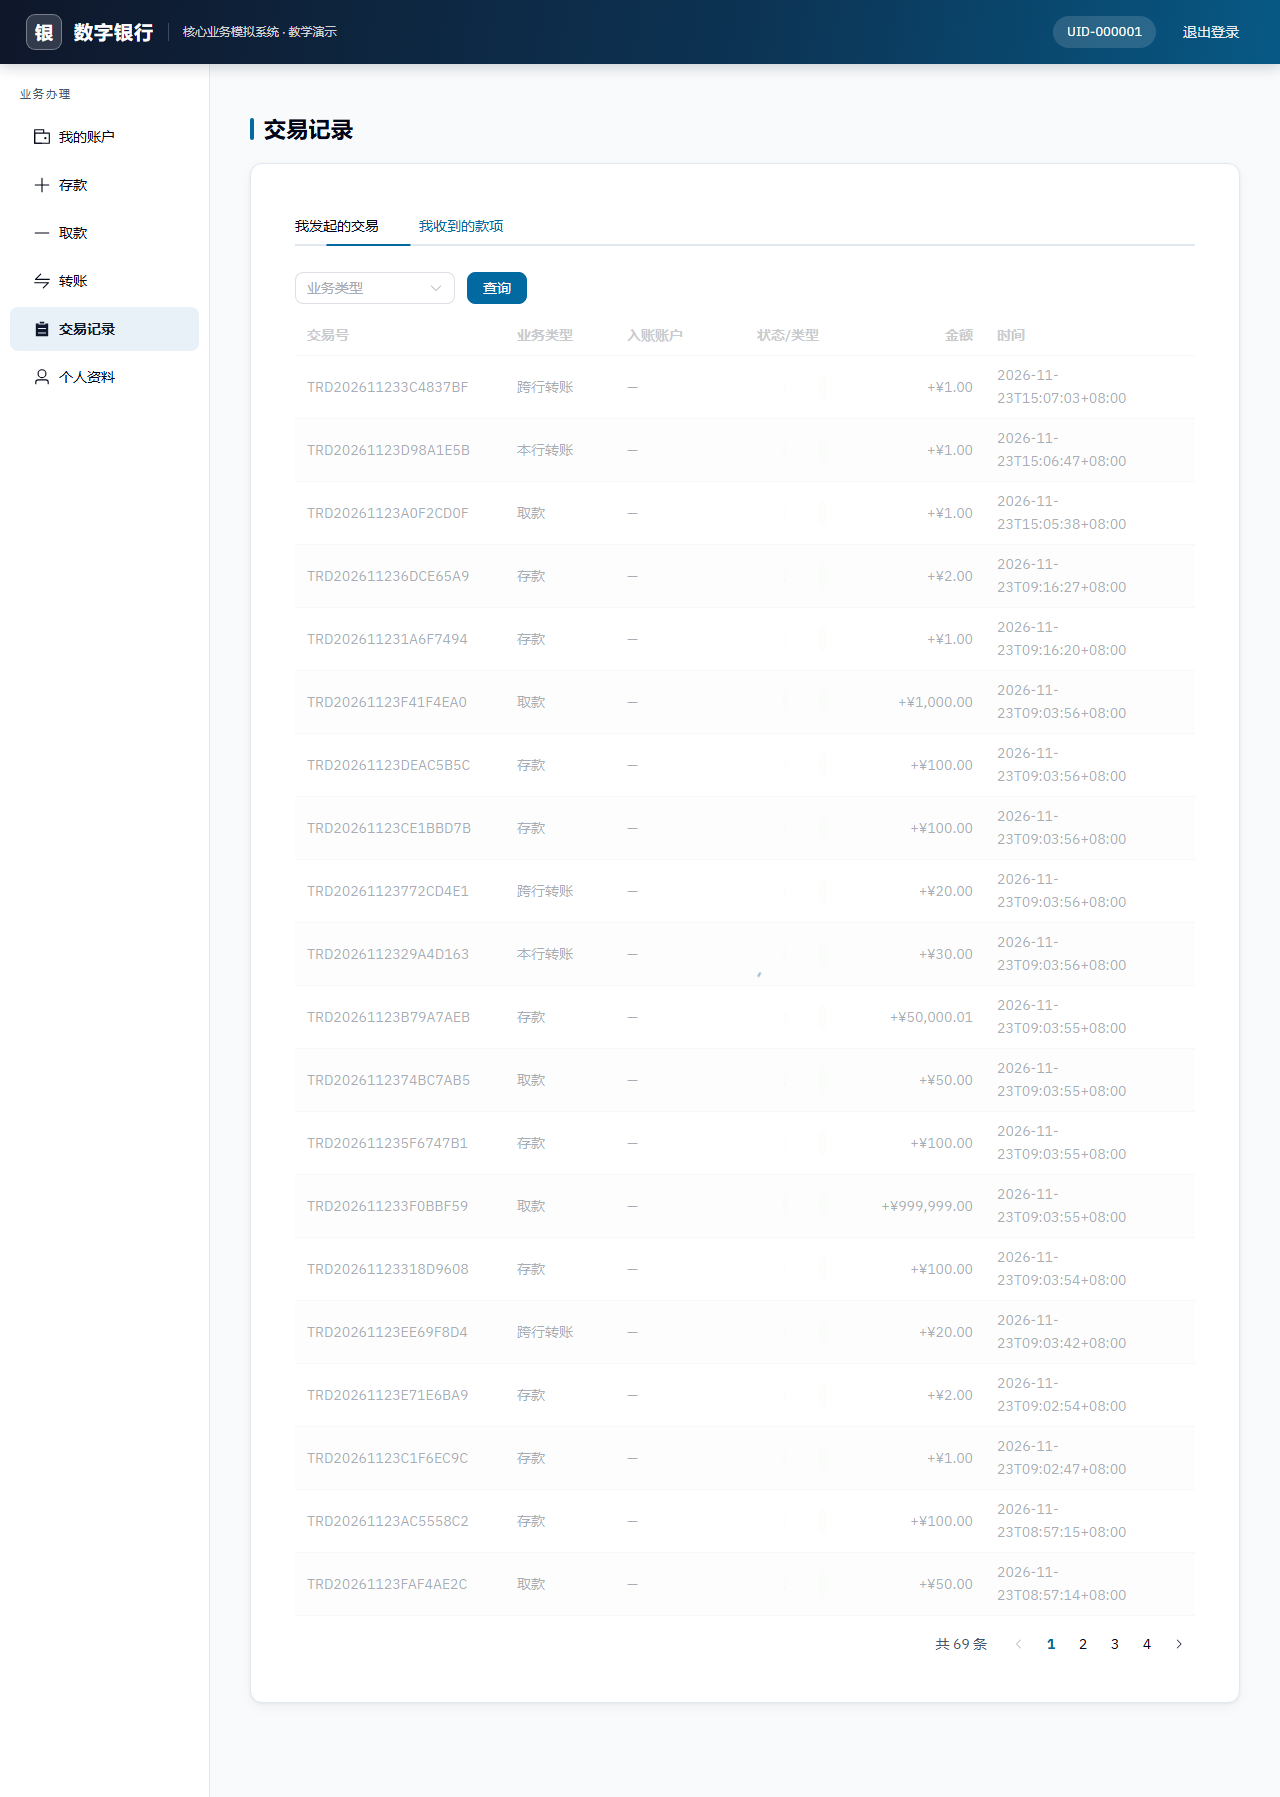 银 数字银行 核心业务模拟系统 · 教学演示 UID-000001 退出登录
业务办理
我的账户
存款
取款
转账
交易记录
个人资料
交易记录
我发起的交易 我收到的款项
业务类型 查询
交易号 业务类型 入账账户 状态/类型 金额 时间
TRD202611233C4837BF 跨行转账 — +¥1.00 2026-11-23T15:07:03+08:00
TRD20261123D98A1E5B 本行转账 — +¥1.00 2026-11-23T15:06:47+08:00
TRD20261123A0F2CD0F 取款 — +¥1.00 2026-11-23T15:05:38+08:00
TRD202611236DCE65A9 存款 — +¥2.00 2026-11-23T09:16:27+08:00
TRD202611231A6F7494 存款 — +¥1.00 2026-11-23T09:16:20+08:00
TRD20261123F41F4EA0 取款 — +¥1,000.00 2026-11-23T09:03:56+08:00
TRD20261123DEAC5B5C 存款 — +¥100.00 2026-11-23T09:03:56+08:00
TRD20261123CE1BBD7B 存款 — +¥100.00 2026-11-23T09:03:56+08:00
TRD20261123772CD4E1 跨行转账 — +¥20.00 2026-11-23T09:03:56+08:00
TRD2026112329A4D163 本行转账 — +¥30.00 2026-11-23T09:03:56+08:00
TRD20261123B79A7AEB 存款 — +¥50,000.01 2026-11-23T09:03:55+08:00
TRD2026112374BC7AB5 取款 — +¥50.00 2026-11-23T09:03:55+08:00
TRD202611235F6747B1 存款 — +¥100.00 2026-11-23T09:03:55+08:00
TRD202611233F0BBF59 取款 — +¥999,999.00 2026-11-23T09:03:55+08:00
TRD20261123318D9608 存款 — +¥100.00 2026-11-23T09:03:54+08:00
TRD20261123EE69F8D4 跨行转账 — +¥20.00 2026-11-23T09:03:42+08:00
TRD20261123E71E6BA9 存款 — +¥2.00 2026-11-23T09:02:54+08:00
TRD20261123C1F6EC9C 存款 — +¥1.00 2026-11-23T09:02:47+08:00
TRD20261123AC5558C2 存款 — +¥100.00 2026-11-23T08:57:15+08:00
TRD20261123FAF4AE2C 取款 — +¥50.00 2026-11-23T08:57:14+08:00
共 69 条 1 2 3 4